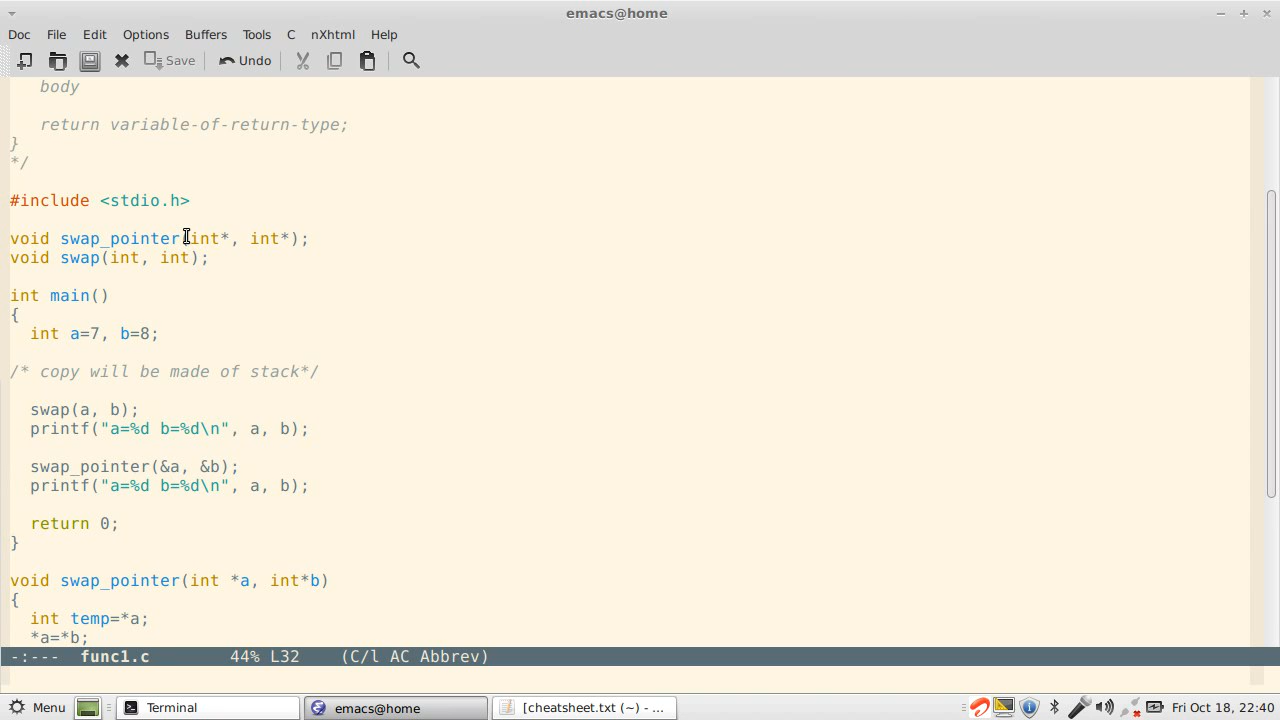 emacs@home
Doc File Edit Options Buffers Tools C nXhtml Help
Save Undo
body
return variable-of-return-type;
}
*/
#include <stdio.h>
void swap_pointer(int*, int*);
void swap(int, int);
int main()
{
int a=7, b=8;
/* copy will be made of stack*/
swap(a, b);
printf("a=%d b=%d\n", a, b);
swap_pointer(&a, &b);
printf("a=%d b=%d\n", a, b);
return 0;
}
void swap_pointer(int *a, int*b)
{
int temp=*a;
*a=*b;
-:--- func1.c 44% L32 (C/l AC Abbrev)
Menu Terminal emacs@home [cheatsheet.txt (~) - ... Fri Oct 18, 22:40